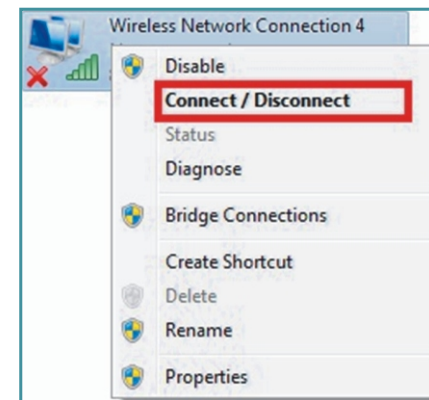 Wireless Network Connection 4
Disable
Connect / Disconnect
Status
Diagnose
Bridge Connections
Create Shortcut
Delete
Rename
Properties